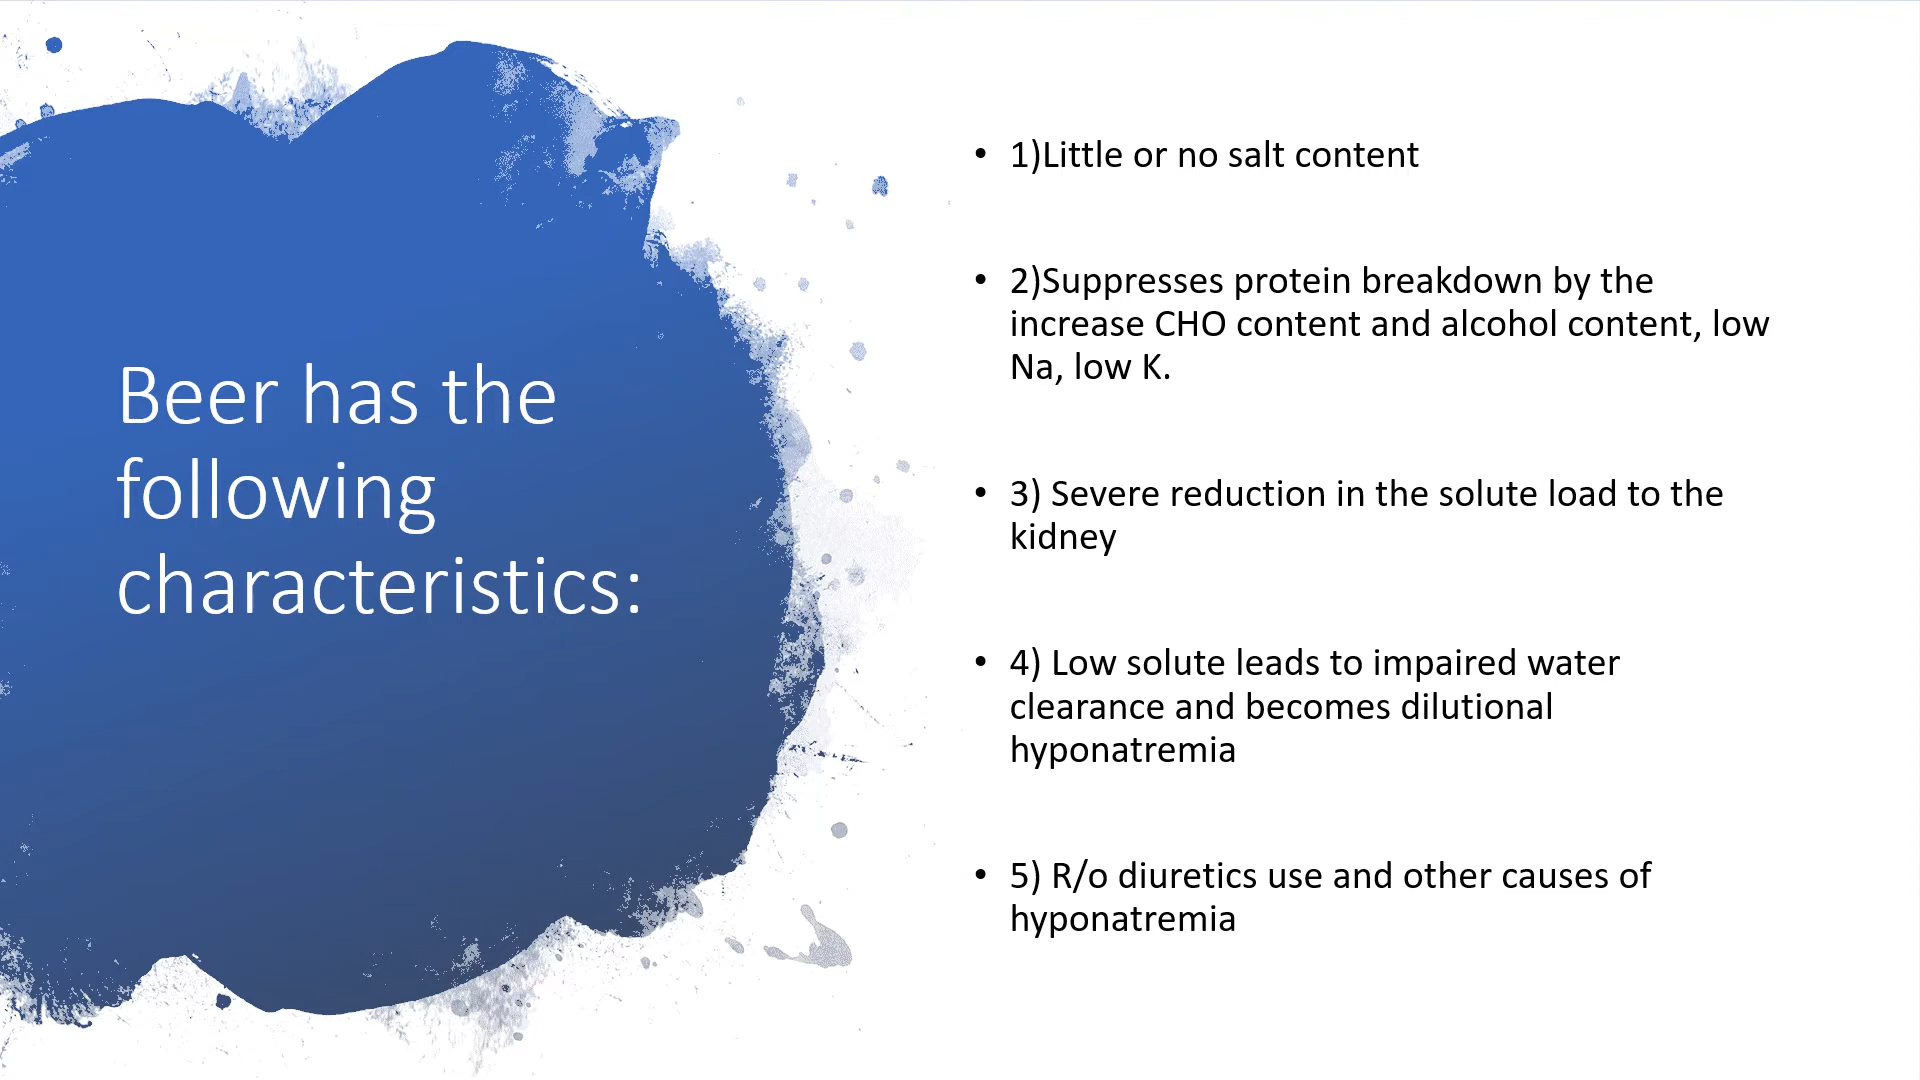 Beer has the
following
characteristics:
• 1)Little or no salt content
• 2)Suppresses protein breakdown by the
increase CHO content and alcohol content, low
Na, low K.
• 3) Severe reduction in the solute load to the
kidney
• 4) Low solute leads to impaired water
clearance and becomes dilutional
hyponatremia
• 5) R/o diuretics use and other causes of
hyponatremia